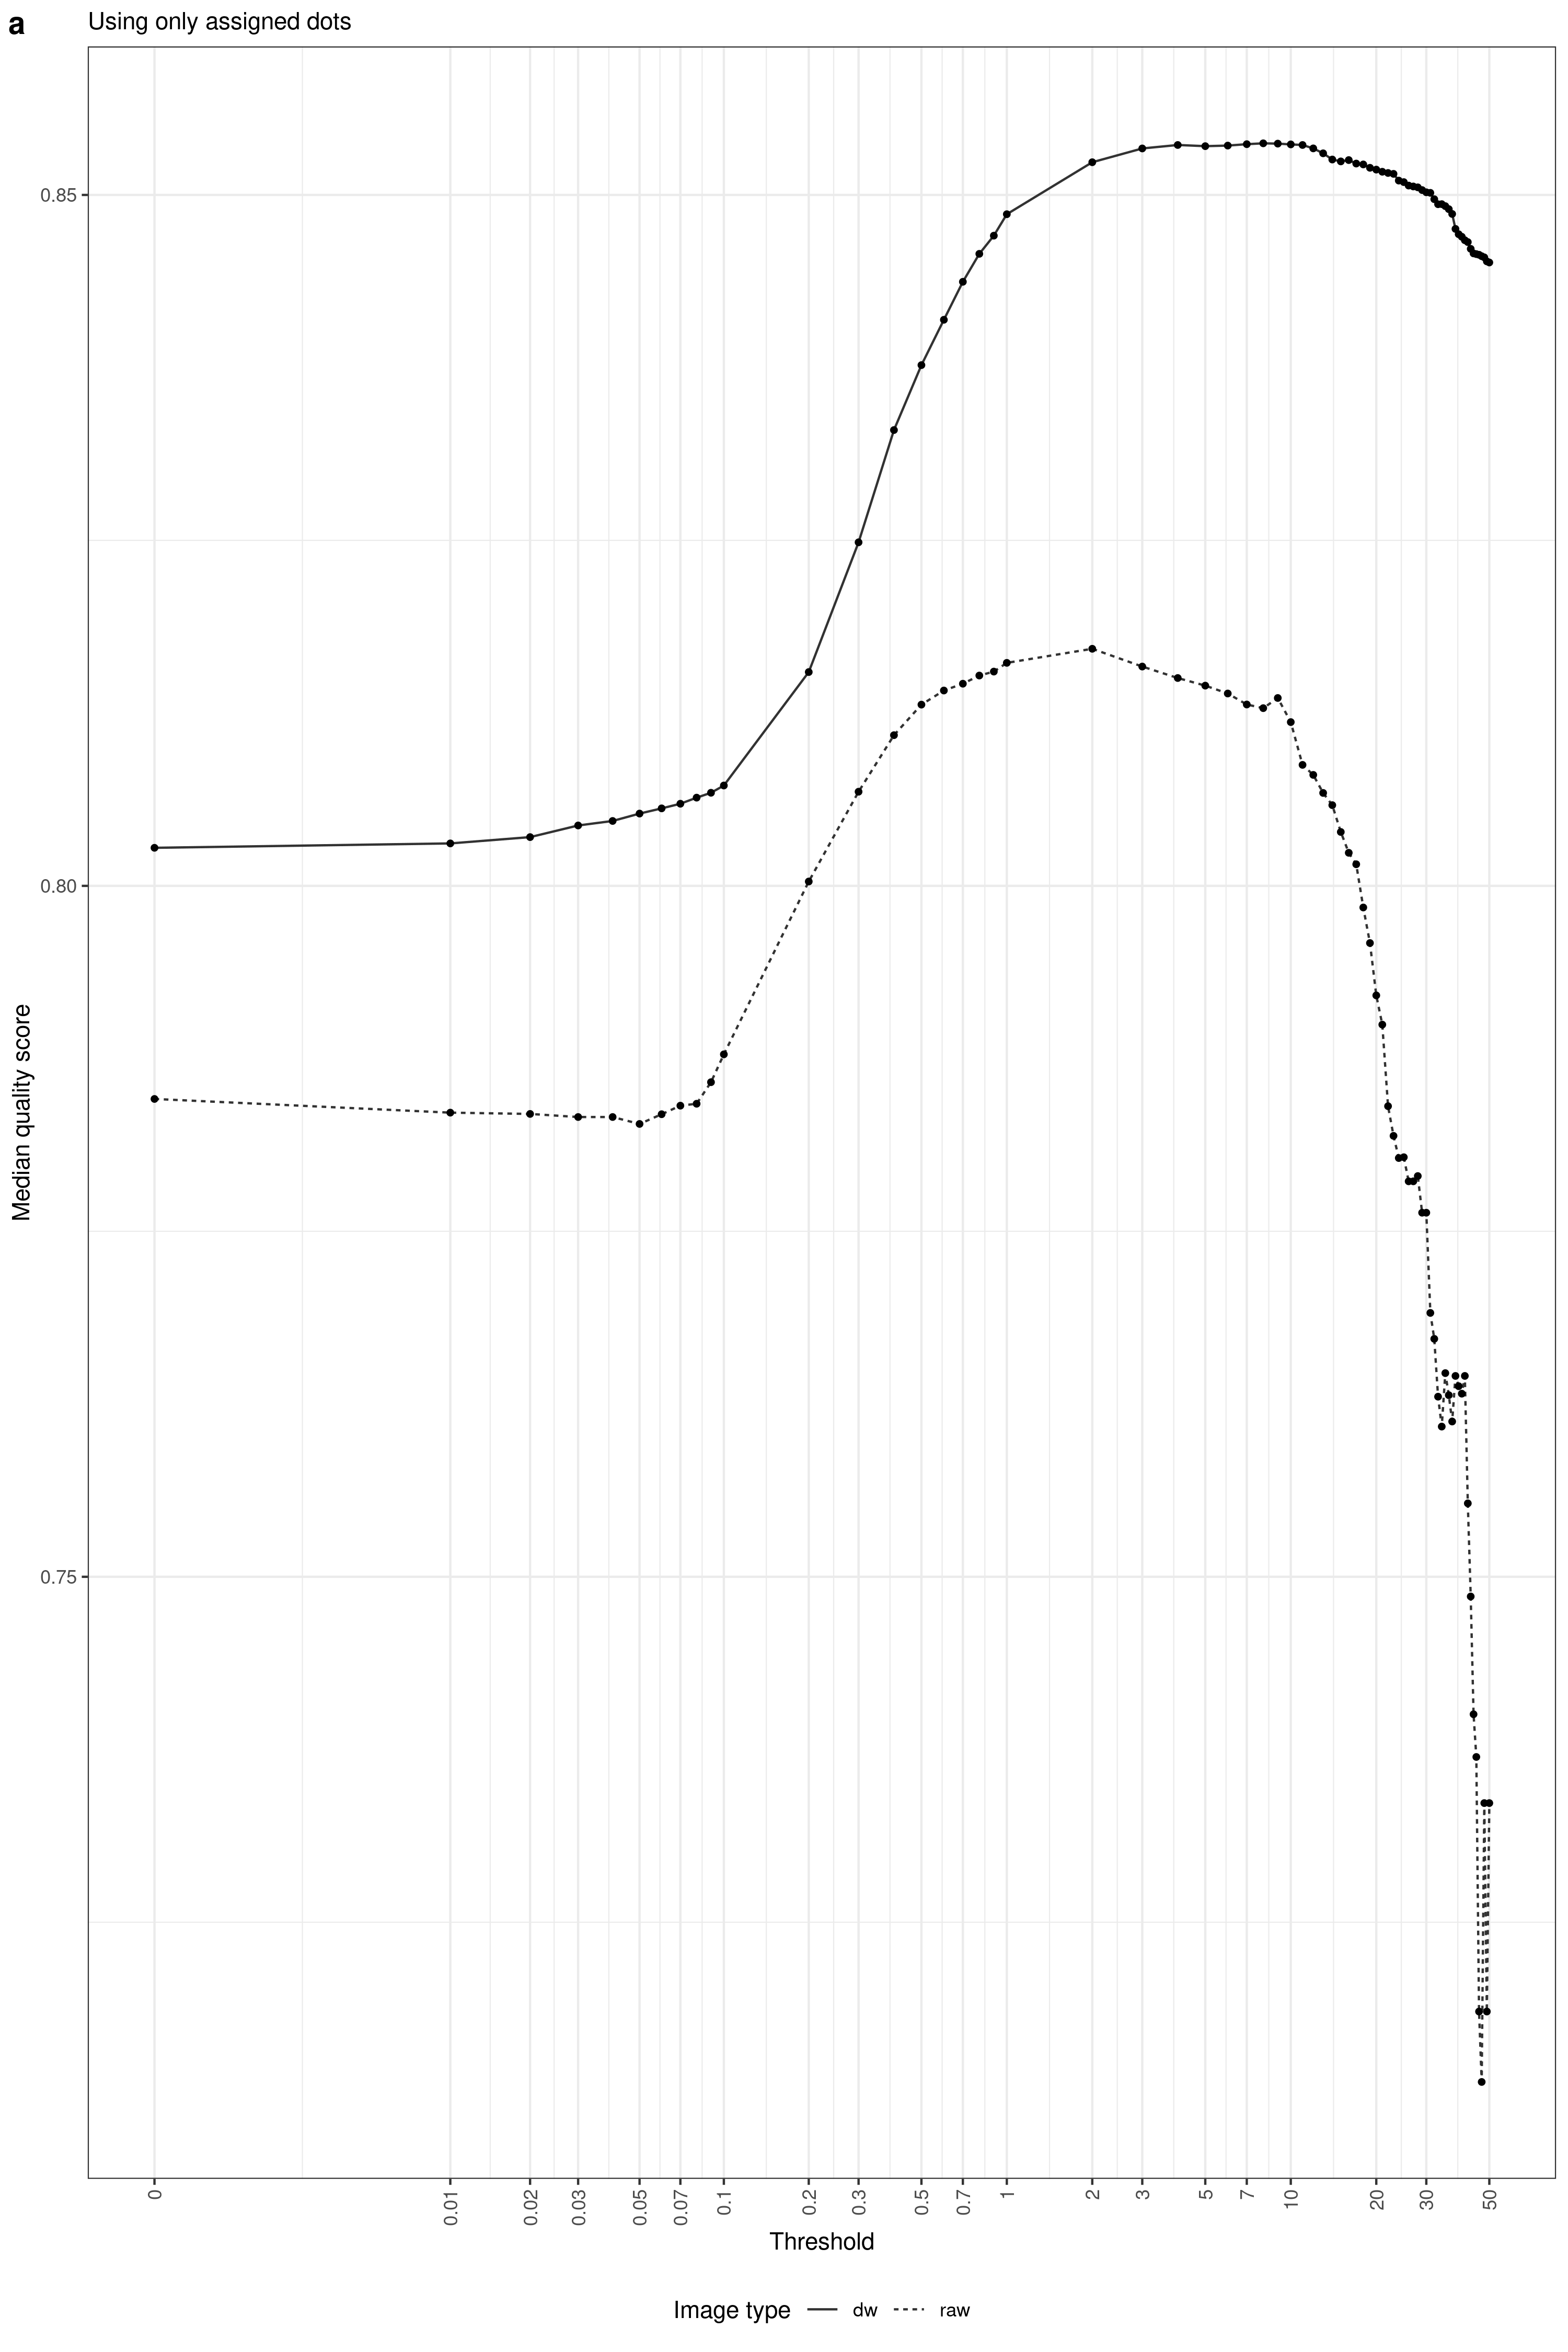 a
Using only assigned dots
Median quality score
0.85
0.80
0.75
0 0.01 0.02 0.03 0.05 0.07 0.1 0.2 0.3 0.5 0.7 1 2 3 5 7 10 20 30 50
Threshold
Image type dw raw